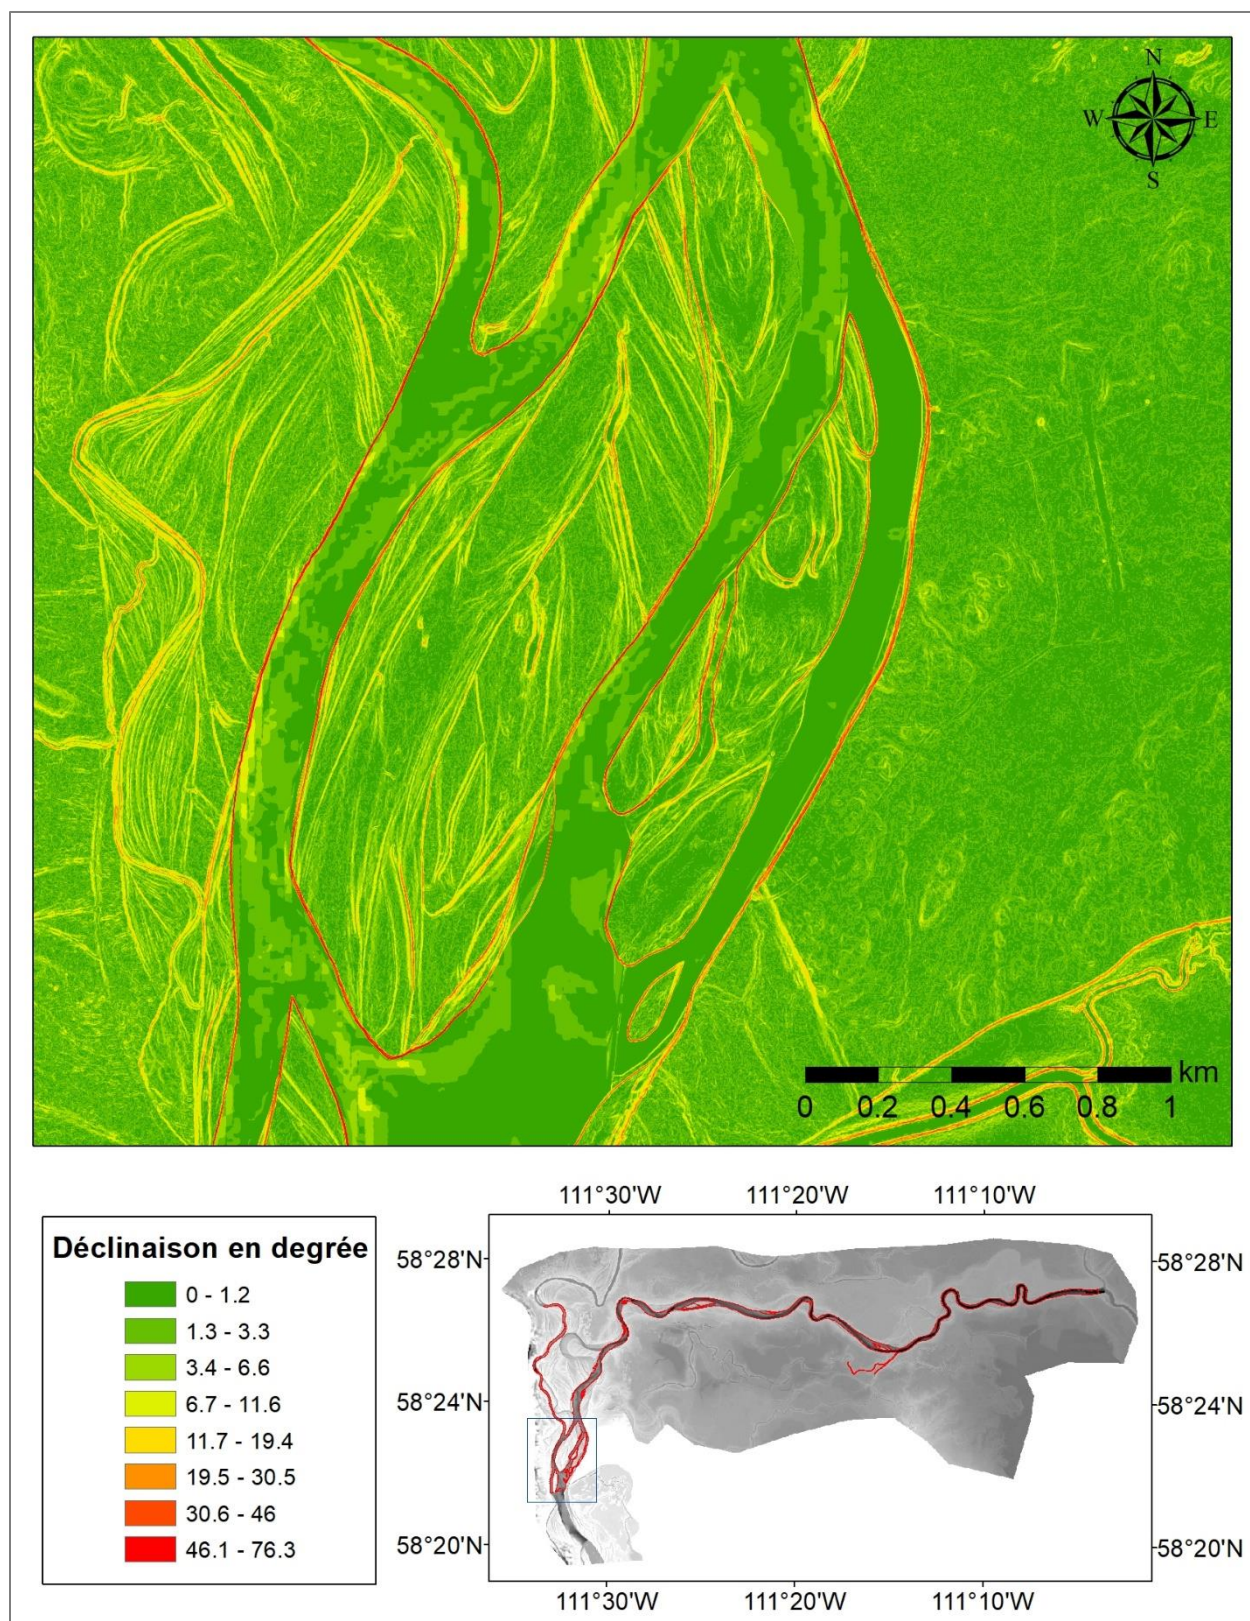 N
W E
S
km
0 0.2 0.4 0.6 0.8 1
Déclinaison en degrée
0 - 1.2
1.3 - 3.3
3.4 - 6.6
6.7 - 11.6
11.7 - 19.4
19.5 - 30.5
30.6 - 46
46.1 - 76.3
111°30'W 111°20'W 111°10'W
58°28'N 58°28'N
58°24'N 58°24'N
58°20'N 58°20'N
111°30'W 111°20'W 111°10'W